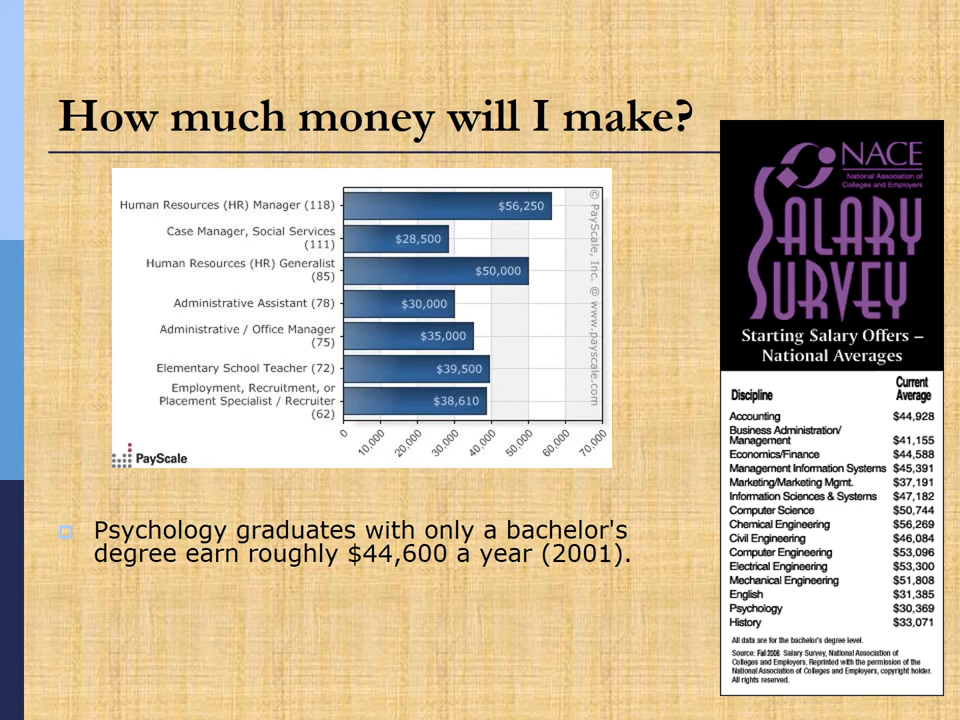 How much money will I make?
Human Resources (HR) Manager (118)
$56,250
Case Manager, Social Services
(111)
$28,500
Human Resources (HR) Generalist
(85)
$50,000
Administrative Assistant (78)
$30,000
Administrative / Office Manager
(75)
$35,000
Elementary School Teacher (72)
$39,500
Employment, Recruitment, or
Placement Specialist / Recruiter
(62)
$38,610
0
10,000
20,000
30,000
40,000
50,000
60,000
70,000
© PayScale, Inc. @ www.payscale.com
PayScale
Psychology graduates with only a bachelor's
degree earn roughly $44,600 a year (2001).
NACE
National Association of
Colleges and Employers
SALARY
SURVEY
Starting Salary Offers –
National Averages
Current
Discipline Average
Accounting $44,928
Business Administration/
Management $41,155
Economics/Finance $44,588
Management Information Systems $45,391
Marketing/Marketing Mgmt. $37,191
Information Sciences & Systems $47,182
Computer Science $50,744
Chemical Engineering $56,269
Civil Engineering $46,084
Computer Engineering $53,096
Electrical Engineering $53,300
Mechanical Engineering $51,808
English $31,385
Psychology $30,369
History $33,071
All data are for the bachelor's degree level.
Source: Fall 2006 Salary Survey, National Association of
Colleges and Employers. Reprinted with the permission of the
National Association of Colleges and Employers, copyright holder.
All rights reserved.